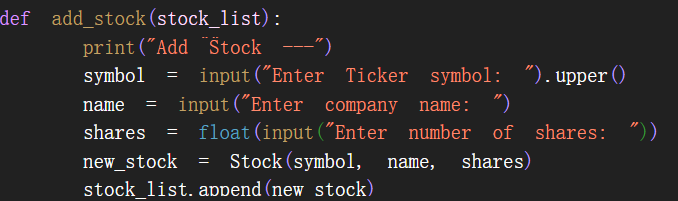 def add_stock(stock_list):
print("Add "Stock ---")
symbol = input("Enter Ticker symbol: ").upper()
name = input("Enter company name: ")
shares = float(input("Enter number of shares: "))
new_stock = Stock(symbol, name, shares)
stock_list.append(new_stock)